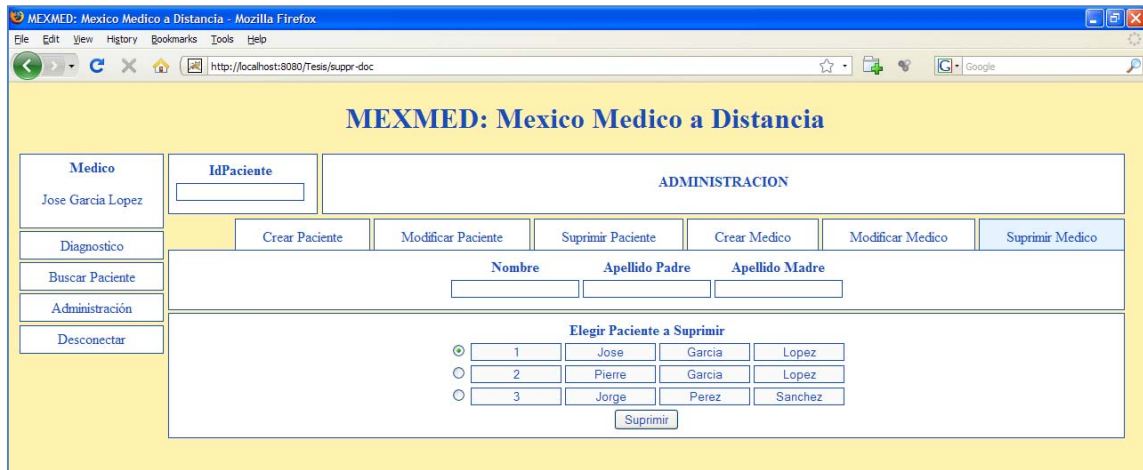 MEXMED: Mexico Medico a Distancia - Mozilla Firefox
File Edit View History Bookmarks Tools Help
http://localhost:8080/Tesis/suppr-doc
G Google
MEXMED: Mexico Medico a Distancia
Medico
Jose Garcia Lopez
IdPaciente
ADMINISTRACION
Diagnostico
Buscar Paciente
Administración
Desconectar
Crear Paciente Modificar Paciente Suprimir Paciente Crear Medico Modificar Medico Suprimir Medico
Nombre Apellido Padre Apellido Madre
Elegir Paciente a Suprimir
1 Jose Garcia Lopez
2 Pierre Garcia Lopez
3 Jorge Perez Sanchez
Suprimir